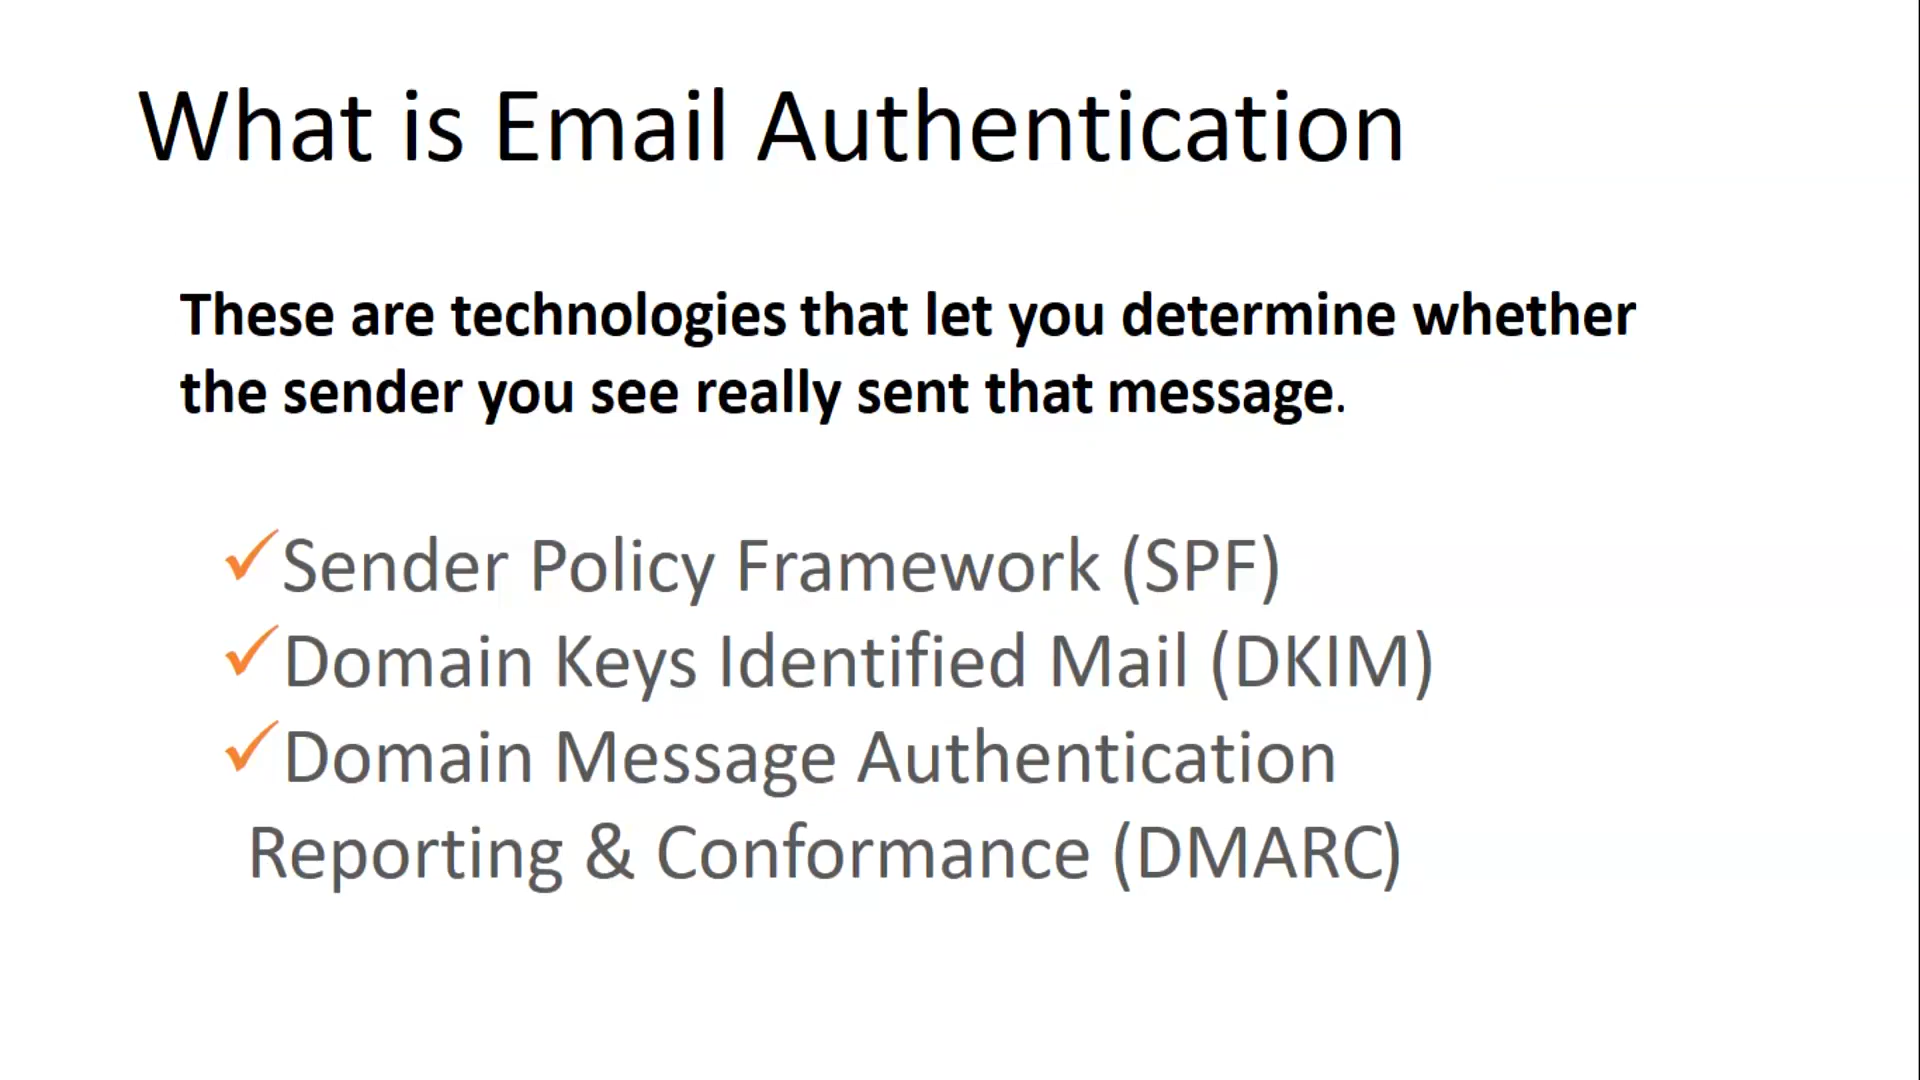 What is Email Authentication
These are technologies that let you determine whether
the sender you see really sent that message.
Sender Policy Framework (SPF)
Domain Keys Identified Mail (DKIM)
Domain Message Authentication
Reporting & Conformance (DMARC)